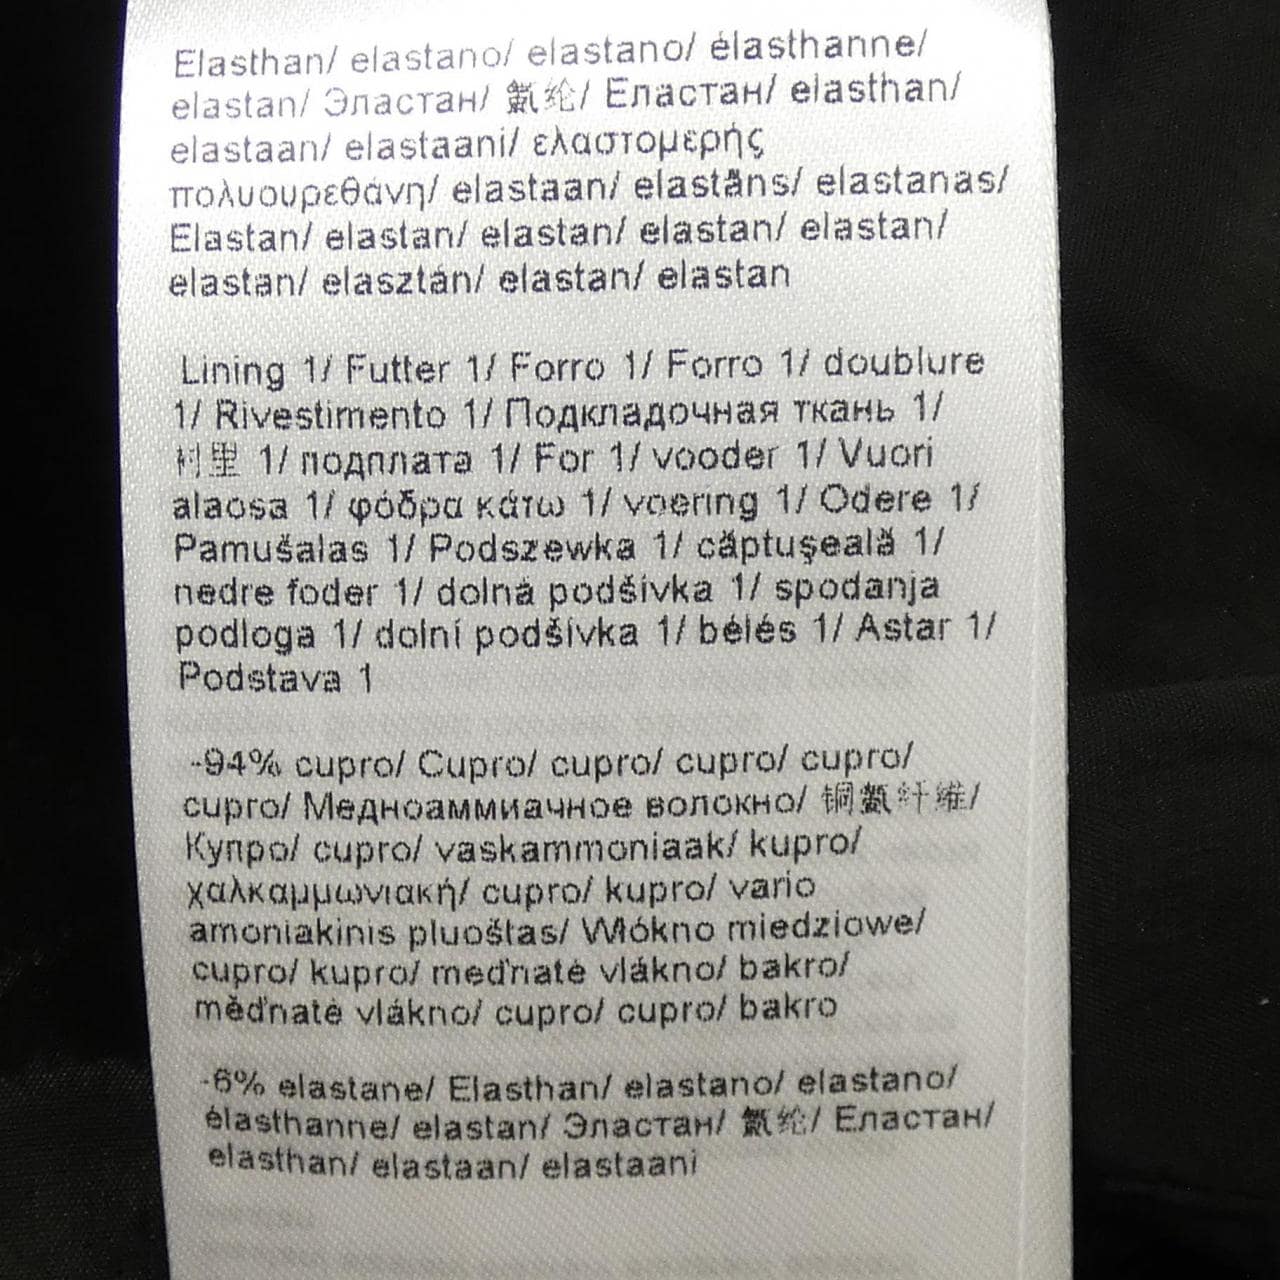 Elasthan/ elastano/ elastano/ élasthanne/
elastan/ Эластан/ 氨纶/ Еластан/ elasthan/
elastaan/ elastaani/ ελαστομερής
πολυουρεθάνη/ elastaan/ elastāns/ elastanas/
Elastan/ elastan/ elastan/ elastan/ elastan/
elastan/ elasztán/ elastan/ elastan
Lining 1/ Futter 1/ Forro 1/ Forro 1/ doublure
1/ Rivestimento 1/ Подкладочная ткань 1/
衬里 1/ подплата 1/ For 1/ vooder 1/ Vuori
alaosa 1/ φόδρα κάτω 1/ voering 1/ Odere 1/
Pamušalas 1/ Podszewka 1/ căptuşeală 1/
nedre foder 1/ dolná podšívka 1/ spodanja
podloga 1/ dolní podšívka 1/ bélés 1/ Astar 1/
Podstava 1
-94% cupro/ Cupro/ cupro/ cupro/ cupro/
cupro/ Медноаммиачное волокно/ 铜氨纤维/
Купро/ cupro/ vaskammoniaak/ kupro/
χαλκαμμωνιακή/ cupro/ kupro/ vario
amoniakinis pluoštas/ Włókno miedziowe/
cupro/ kupro/ meďnaté vlákno/ bakro/
měďnaté vlákno/ cupro/ cupro/ bakro
-6% elastane/ Elasthan/ elastano/ elastano/
élasthanne/ elastan/ Эластан/ 氨纶/ Еластан/
elasthan/ elastaan/ elastaani